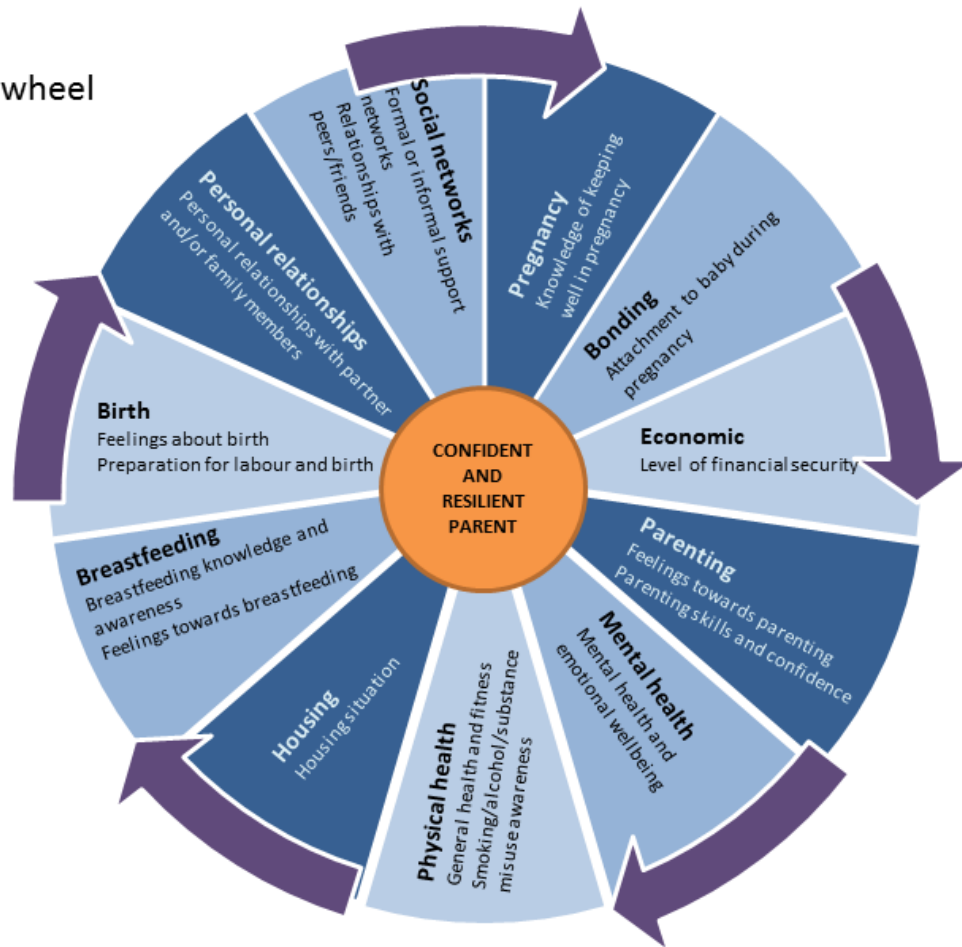 wheel
Pregnancy
Knowledge of keeping
well in pregnancy
Bonding
Attachment to baby during
pregnancy
Economic
Level of financial security
Parenting
Feelings towards parenting
Parenting skills and confidence
Mental health
Mental health and
emotional wellbeing
Physical health
General health and fitness
Smoking/alcohol/substance
misuse awareness
Housing
Housing situation
Breastfeeding
Breastfeeding knowledge and
awareness
Feelings towards breastfeeding
Birth
Feelings about birth
Preparation for labour and birth
Personal relationships
Personal relationships with partner
and/or family members
Social networks
Formal or informal support
networks
Relationships with
peers/friends
CONFIDENT
AND
RESILIENT
PARENT